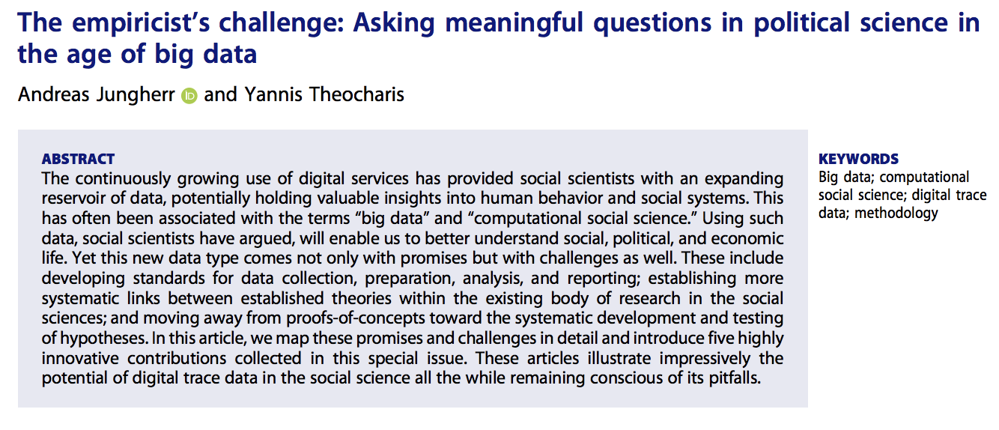 The empiricist's challenge: Asking meaningful questions in political science in
the age of big data
Andreas Jungherr iD and Yannis Theocharis
ABSTRACT
The continuously growing use of digital services has provided social scientists with an expanding
reservoir of data, potentially holding valuable insights into human behavior and social systems. This
has often been associated with the terms “big data” and “computational social science.” Using such
data, social scientists have argued, will enable us to better understand social, political, and economic
life. Yet this new data type comes not only with promises but with challenges as well. These include
developing standards for data collection, preparation, analysis, and reporting; establishing more
systematic links between established theories within the existing body of research in the social
sciences; and moving away from proofs-of-concepts toward the systematic development and testing
of hypotheses. In this article, we map these promises and challenges in detail and introduce five highly
innovative contributions collected in this special issue. These articles illustrate impressively the
potential of digital trace data in the social science all the while remaining conscious of its pitfalls.
KEYWORDS
Big data; computational
social science; digital trace
data; methodology